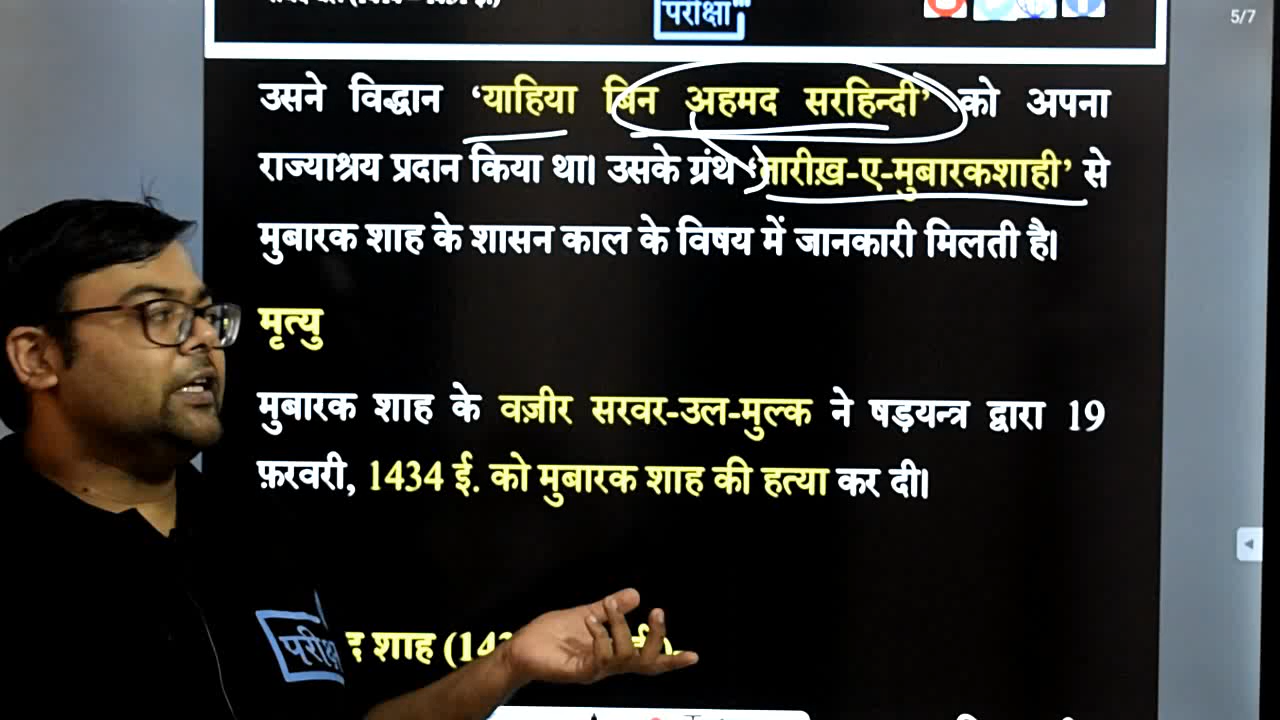 परीक्षा
5/7
उसने विद्धान ‘याहिया बिन अहमद सरहिन्दी’ को अपना
राज्याश्रय प्रदान किया था। उसके ग्रंथ ‘तारीख़-ए-मुबारकशाही’ से
मुबारक शाह के शासन काल के विषय में जानकारी मिलती है।
मृत्यु
मुबारक शाह के वज़ीर सरवर-उल-मुल्क ने षड़यन्त्र द्वारा 19
फ़रवरी, 1434 ई. को मुबारक शाह की हत्या कर दी।
शाह